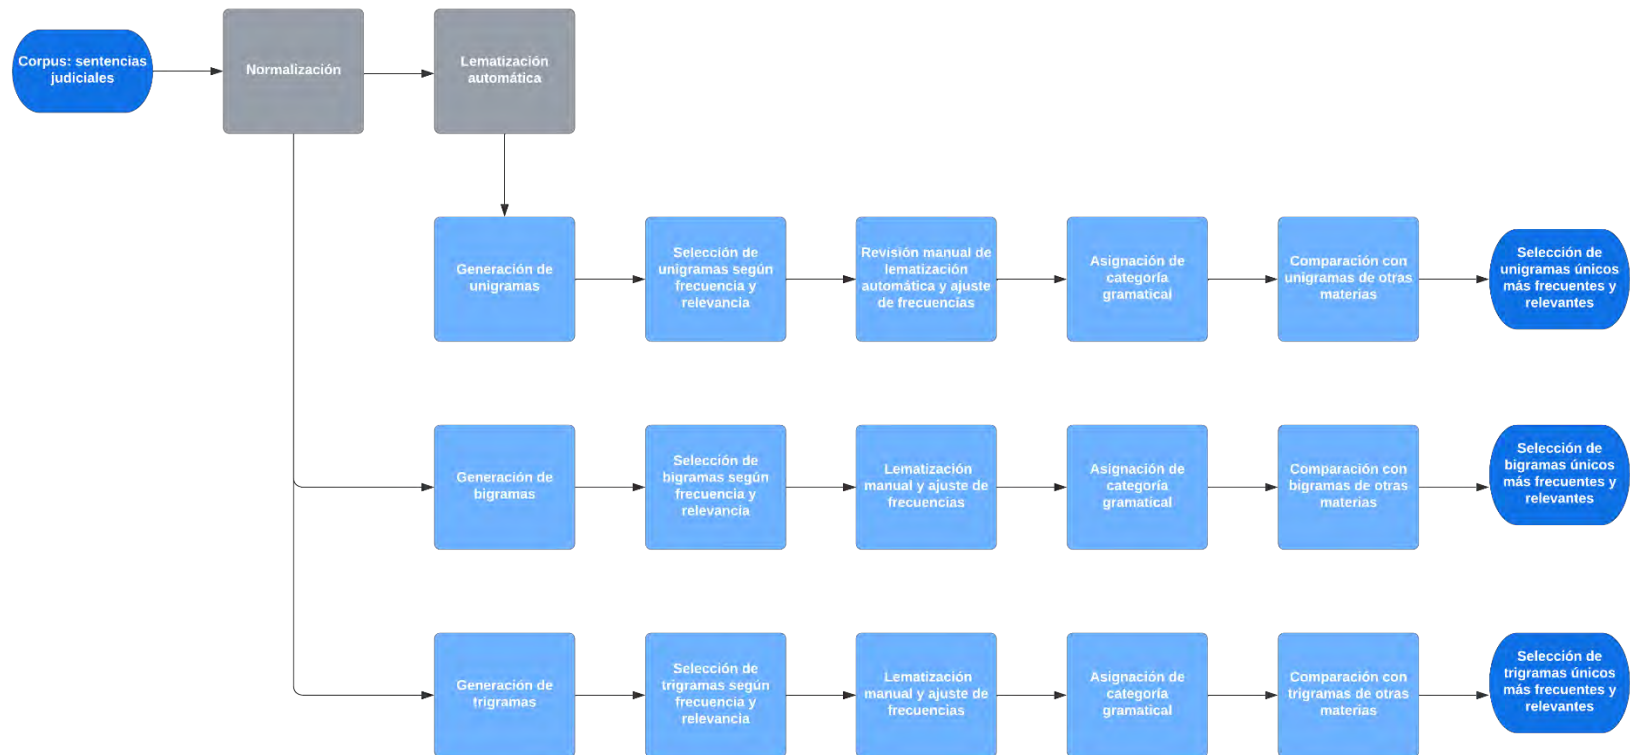 Corpus: sentencias
judiciales
Normalización
Lematización
automática
Generación de
unigramas
Selección de
unigramas según
frecuencia y
relevancia
Revisión manual de
lematización
automática y ajuste
de frecuencias
Asignación de
categoría
gramatical
Comparación con
unigramas de otras
materias
Selección de
unigramas únicos
más frecuentes y
relevantes
Generación de
bigramas
Selección de
bigramas según
frecuencia y
relevancia
Lematización
manual y ajuste de
frecuencias
Asignación de
categoría
gramatical
Comparación con
bigramas de otras
materias
Selección de
bigramas únicos
más frecuentes y
relevantes
Generación de
trigramas
Selección de
trigramas según
frecuencia y
relevancia
Lematización
manual y ajuste de
frecuencias
Asignación de
categoría
gramatical
Comparación con
trigramas de otras
materias
Selección de
trigramas únicos
más frecuentes y
relevantes